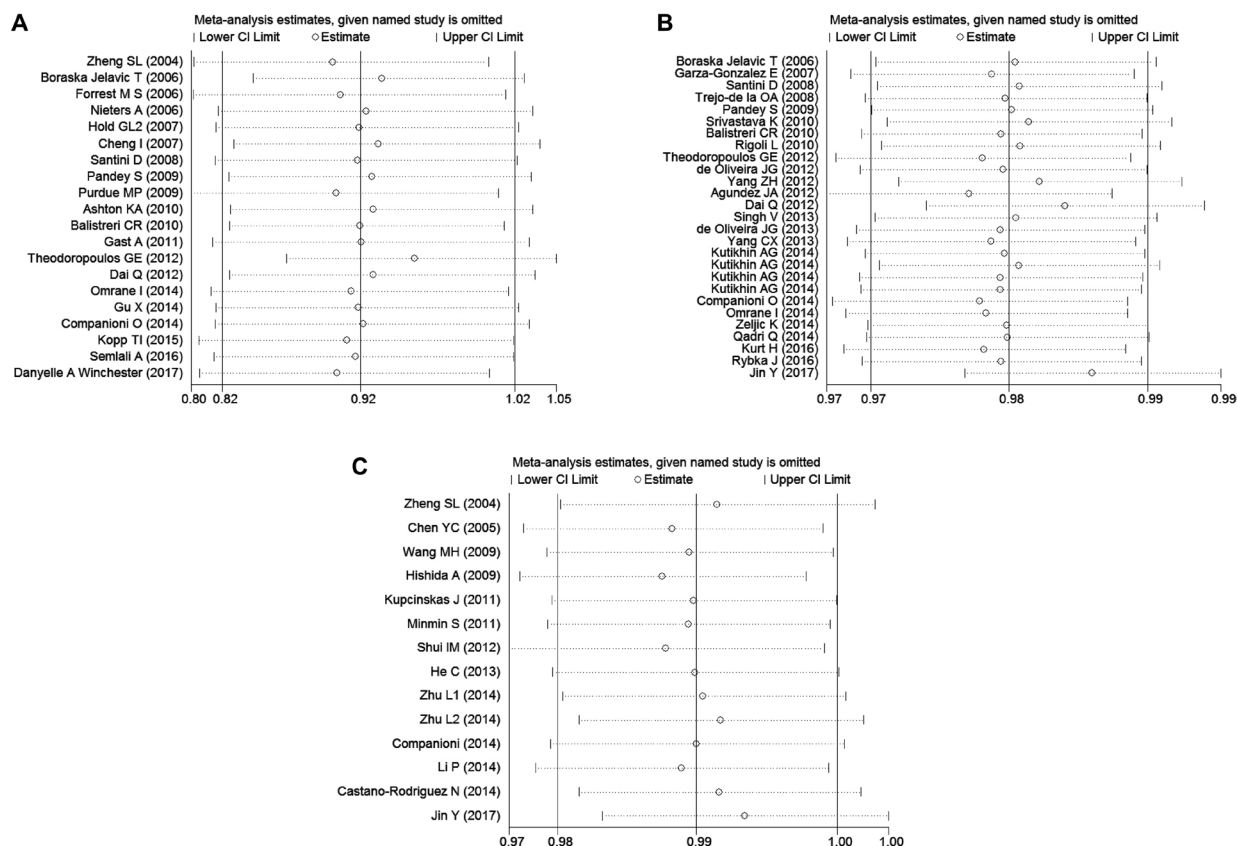 A
Meta-analysis estimates, given named study is omitted
Lower CI Limit Estimate Upper CI Limit
Zheng SL (2004)
Boraska Jelavic T (2006)
Forrest M S (2006)
Nieters A (2006)
Hold GL2 (2007)
Cheng I (2007)
Santini D (2008)
Pandey S (2009)
Purdue MP (2009)
Ashton KA (2010)
Balistreri CR (2010)
Gast A (2011)
Theodoropoulos GE (2012)
Dai Q (2012)
Omrane I (2014)
Gu X (2014)
Companioni O (2014)
Kopp TI (2015)
Semlali A (2016)
Danyelle A Winchester (2017)
0.80 0.82 0.92 1.02 1.05
B
Meta-analysis estimates, given named study is omitted
Lower CI Limit Estimate Upper CI Limit
Boraska Jelavic T (2006)
Garza-Gonzalez E (2007)
Santini D (2008)
Trejo-de la OA (2008)
Pandey S (2009)
Srivastava K (2010)
Balistreri CR (2010)
Rigoli L (2010)
Theodoropoulos GE (2012)
de Oliveira JG (2012)
Yang ZH (2012)
Agundez JA (2012)
Dai Q (2012)
Singh V (2013)
de Oliveira JG (2013)
Yang CX (2013)
Kutikhin AG (2014)
Kutikhin AG (2014)
Kutikhin AG (2014)
Kutikhin AG (2014)
Companioni O (2014)
Omrane I (2014)
Zeljic K (2014)
Qadri Q (2014)
Kurt H (2016)
Rybka J (2016)
Jin Y (2017)
0.97 0.97 0.98 0.99 0.99
C
Meta-analysis estimates, given named study is omitted
Lower CI Limit Estimate Upper CI Limit
Zheng SL (2004)
Chen YC (2005)
Wang MH (2009)
Hishida A (2009)
Kupcinskas J (2011)
Minmin S (2011)
Shui IM (2012)
He C (2013)
Zhu L1 (2014)
Zhu L2 (2014)
Companioni (2014)
Li P (2014)
Castano-Rodriguez N (2014)
Jin Y (2017)
0.97 0.98 0.99 1.00 1.00